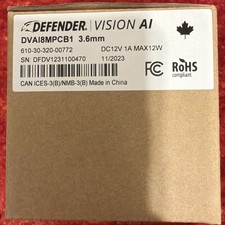 DEFENDER® VISION AI
DVAI8MPCB1 3.6mm
610-30-320-00772 DC12V 1A MAX12W
SN: DFDV1231100470 11/2023
FC RoHS
compliant
CAN ICES-3(B)/NMB-3(B) Made in China